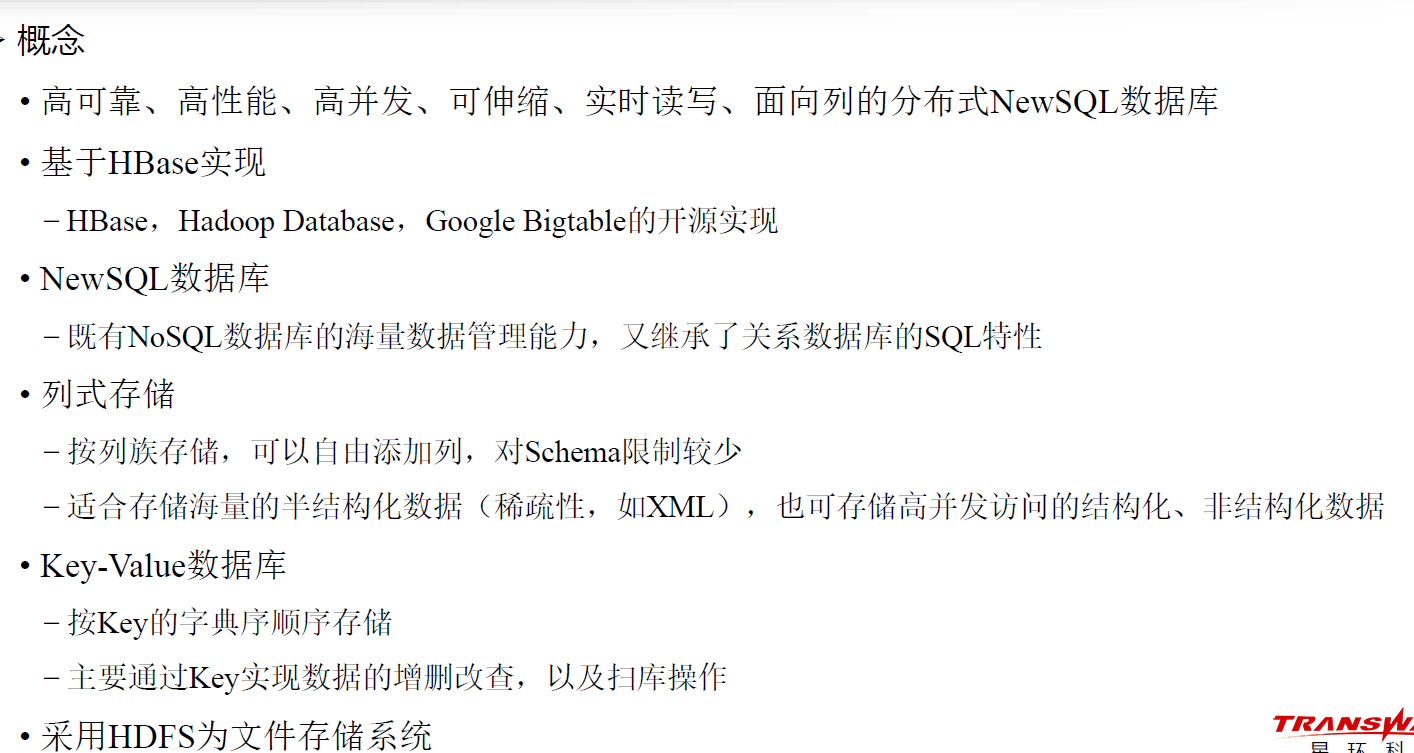 概念
• 高可靠、高性能、高并发、可伸缩、实时读写、面向列的分布式NewSQL数据库
• 基于HBase实现
– HBase，Hadoop Database，Google Bigtable的开源实现
• NewSQL数据库
– 既有NoSQL数据库的海量数据管理能力，又继承了关系数据库的SQL特性
• 列式存储
– 按列族存储，可以自由添加列，对Schema限制较少
– 适合存储海量的半结构化数据（稀疏性，如XML），也可存储高并发访问的结构化、非结构化数据
• Key-Value数据库
– 按Key的字典序顺序存储
– 主要通过Key实现数据的增删改查，以及扫库操作
• 采用HDFS为文件存储系统
TRANSWA
星 环 科